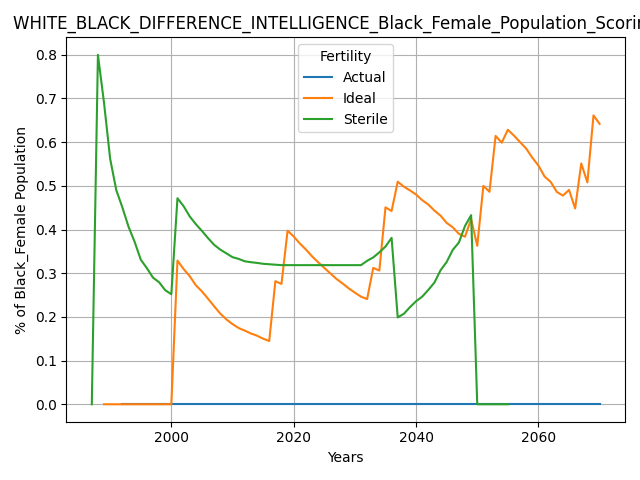 WHITE_BLACK_DIFFERENCE_INTELLIGENCE_Black_Female_Population_Scorin
Fertility
Actual
Ideal
Sterile
% of Black_Female Population
0.8
0.7
0.6
0.5
0.4
0.3
0.2
0.1
0.0
2000
2020
2040
2060
Years